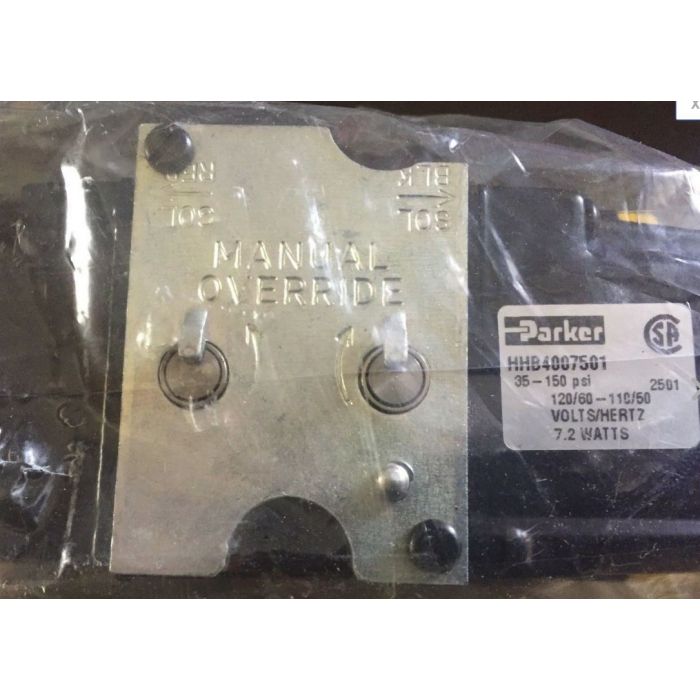 RED
BLK
SOL
SOL
MANUAL
OVERRIDE
Parker
SA
HHB4007501
35-150 psi 2501
120/60-110/50
VOLTS/HERTZ
7.2 WATTS
X